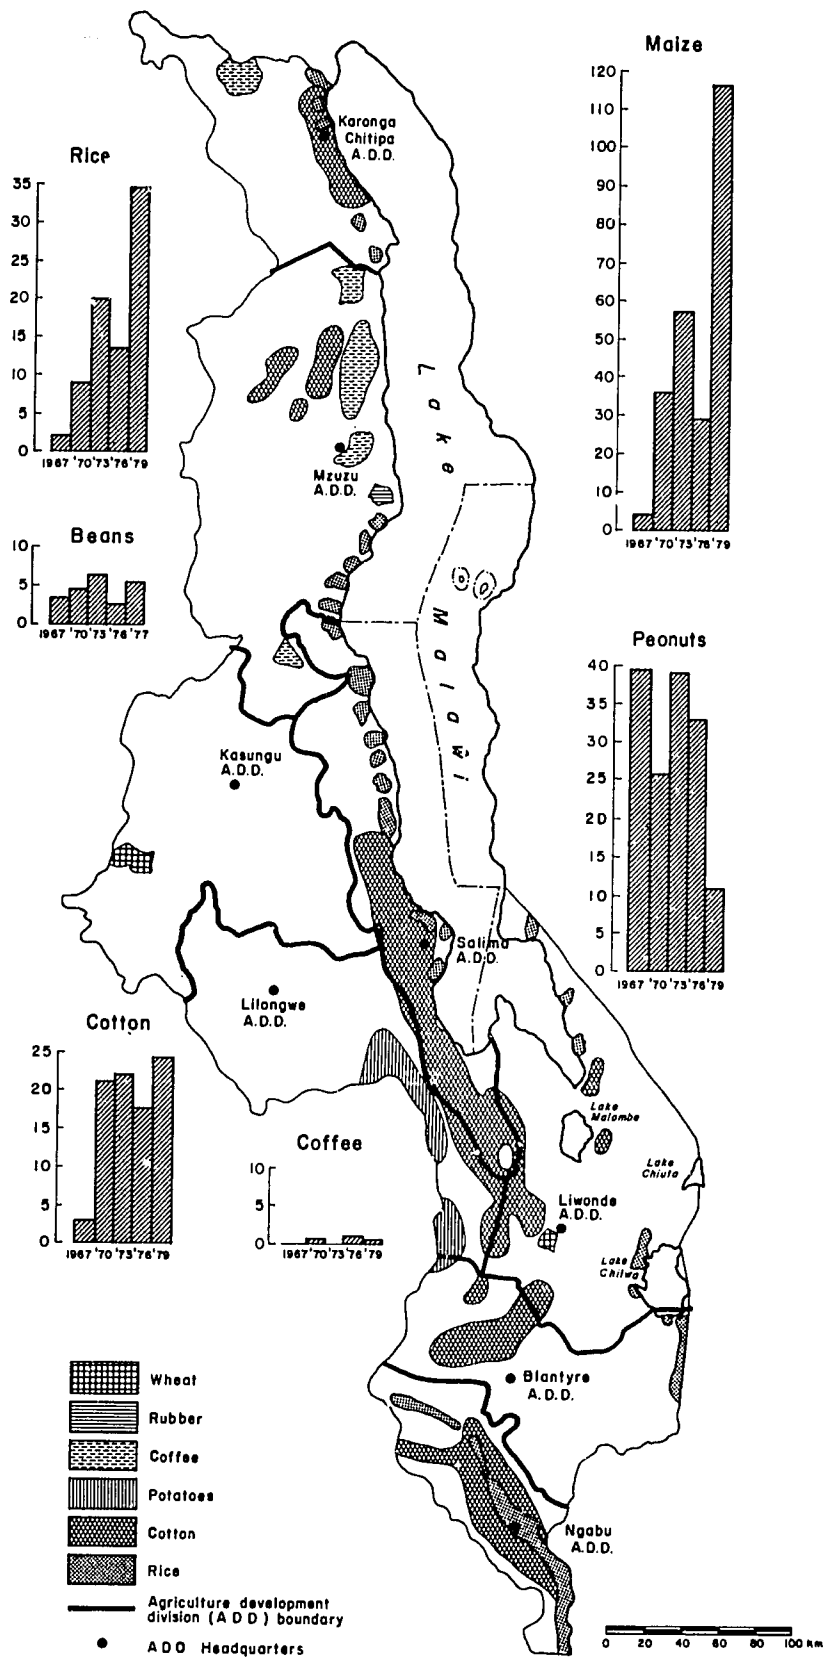 Maize
120
110
100
90
80
70
60
50
40
30
20
10
0
1967 '70 '73 '76 '79
Karonga
Chitipa
A.D.D.
Rice
35
30
25
20
15
10
5
0
1967 '70 '73 '76 '79
Lake
Malawi
Mzuzu
A.D.D.
Beans
10
5
0
1967 '70 '73 '76 '77
Peonuts
40
35
30
25
20
15
10
5
0
1967 '70 '73 '76 '79
Kasungu
A.D.D.
Salima
A.D.D.
Lilongwe
A.D.D.
Cotton
25
20
15
10
5
0
1967 '70 '73 '76 '79
Coffee
10
5
0
1967 '70 '73 '76 '79
Lake
Malombe
Lake
Chiuta
Liwonde
A.D.D.
Lake
Chilwa
Blantyre
A.D.D.
Ngabu
A.D.D.
Wheat
Rubber
Coffee
Potatoes
Cotton
Rice
Agriculture development
division (ADD) boundary
ADO Headquarters
0 20 40 60 80 100 km